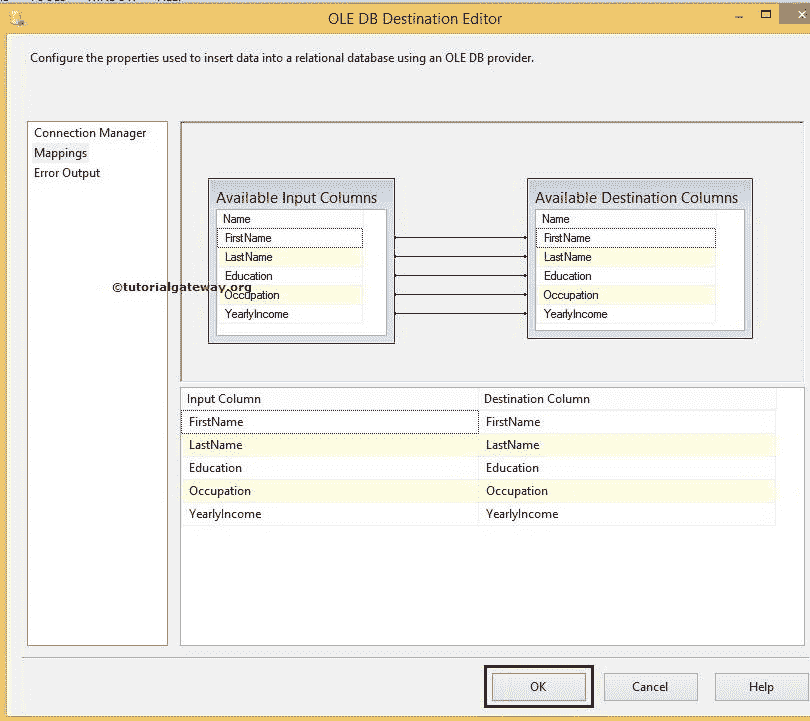 OLE DB Destination Editor
Configure the properties used to insert data into a relational database using an OLE DB provider.
Connection Manager
Mappings
Error Output
Available Input Columns
Name
FirstName
LastName
Education
Occupation
YearlyIncome
Available Destination Columns
Name
FirstName
LastName
Education
Occupation
YearlyIncome
©tutorialgateway.org
Input Column Destination Column
FirstName FirstName
LastName LastName
Education Education
Occupation Occupation
YearlyIncome YearlyIncome
OK Cancel Help